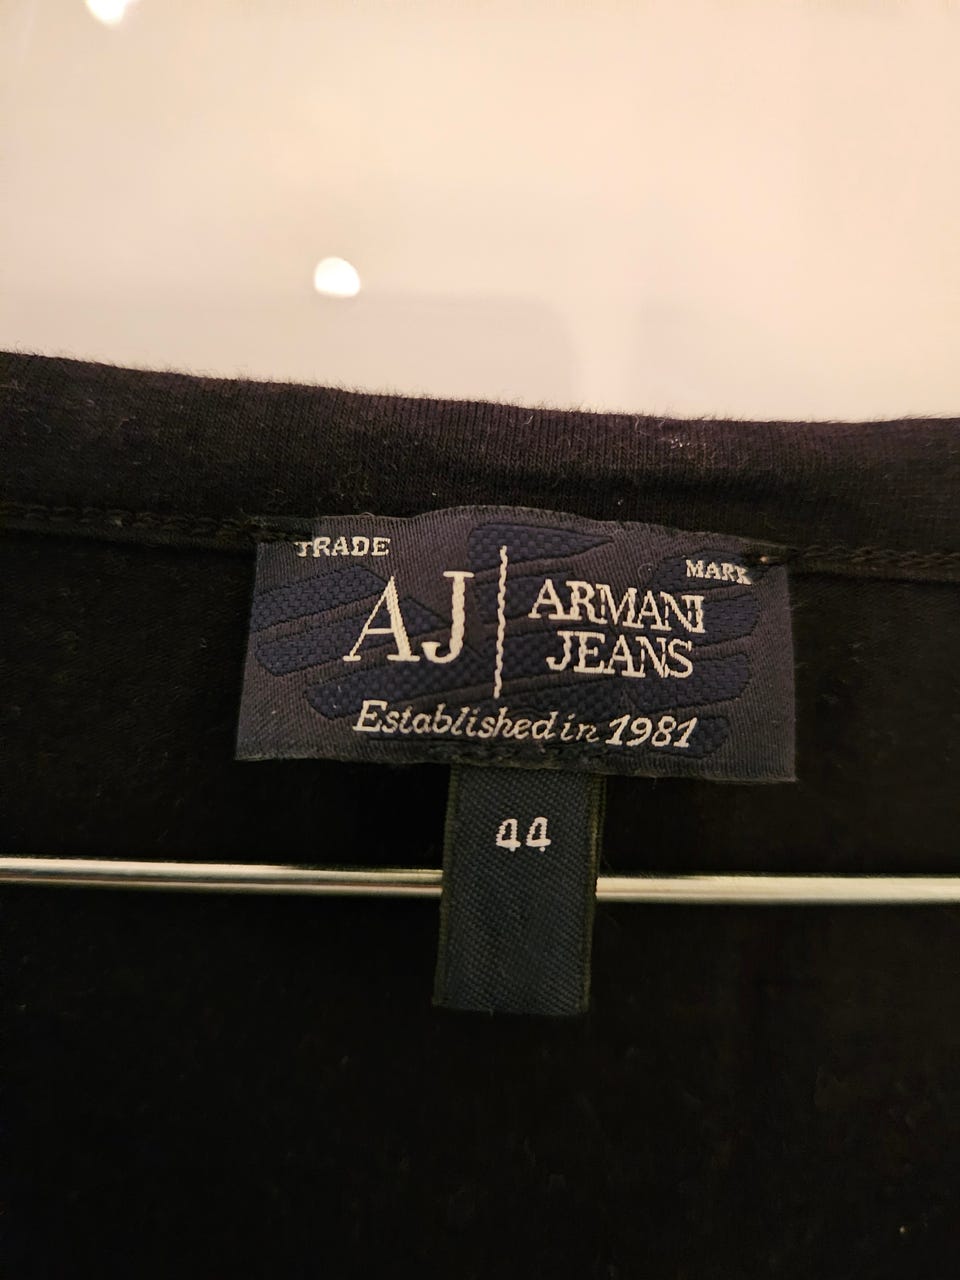 TRADE MARK
AJ ARMANI
JEANS
Established in 1981
44